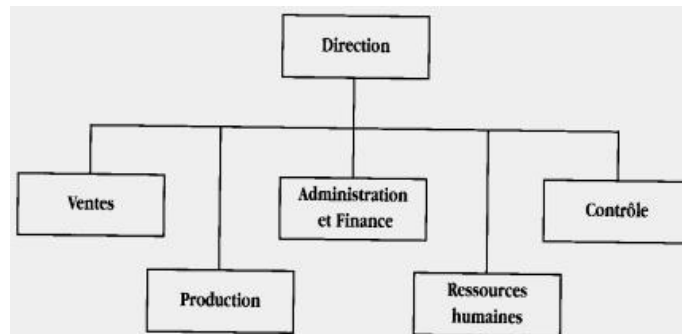 Direction
Ventes
Administration
et Finance
Contrôle
Production
Ressources
humaines